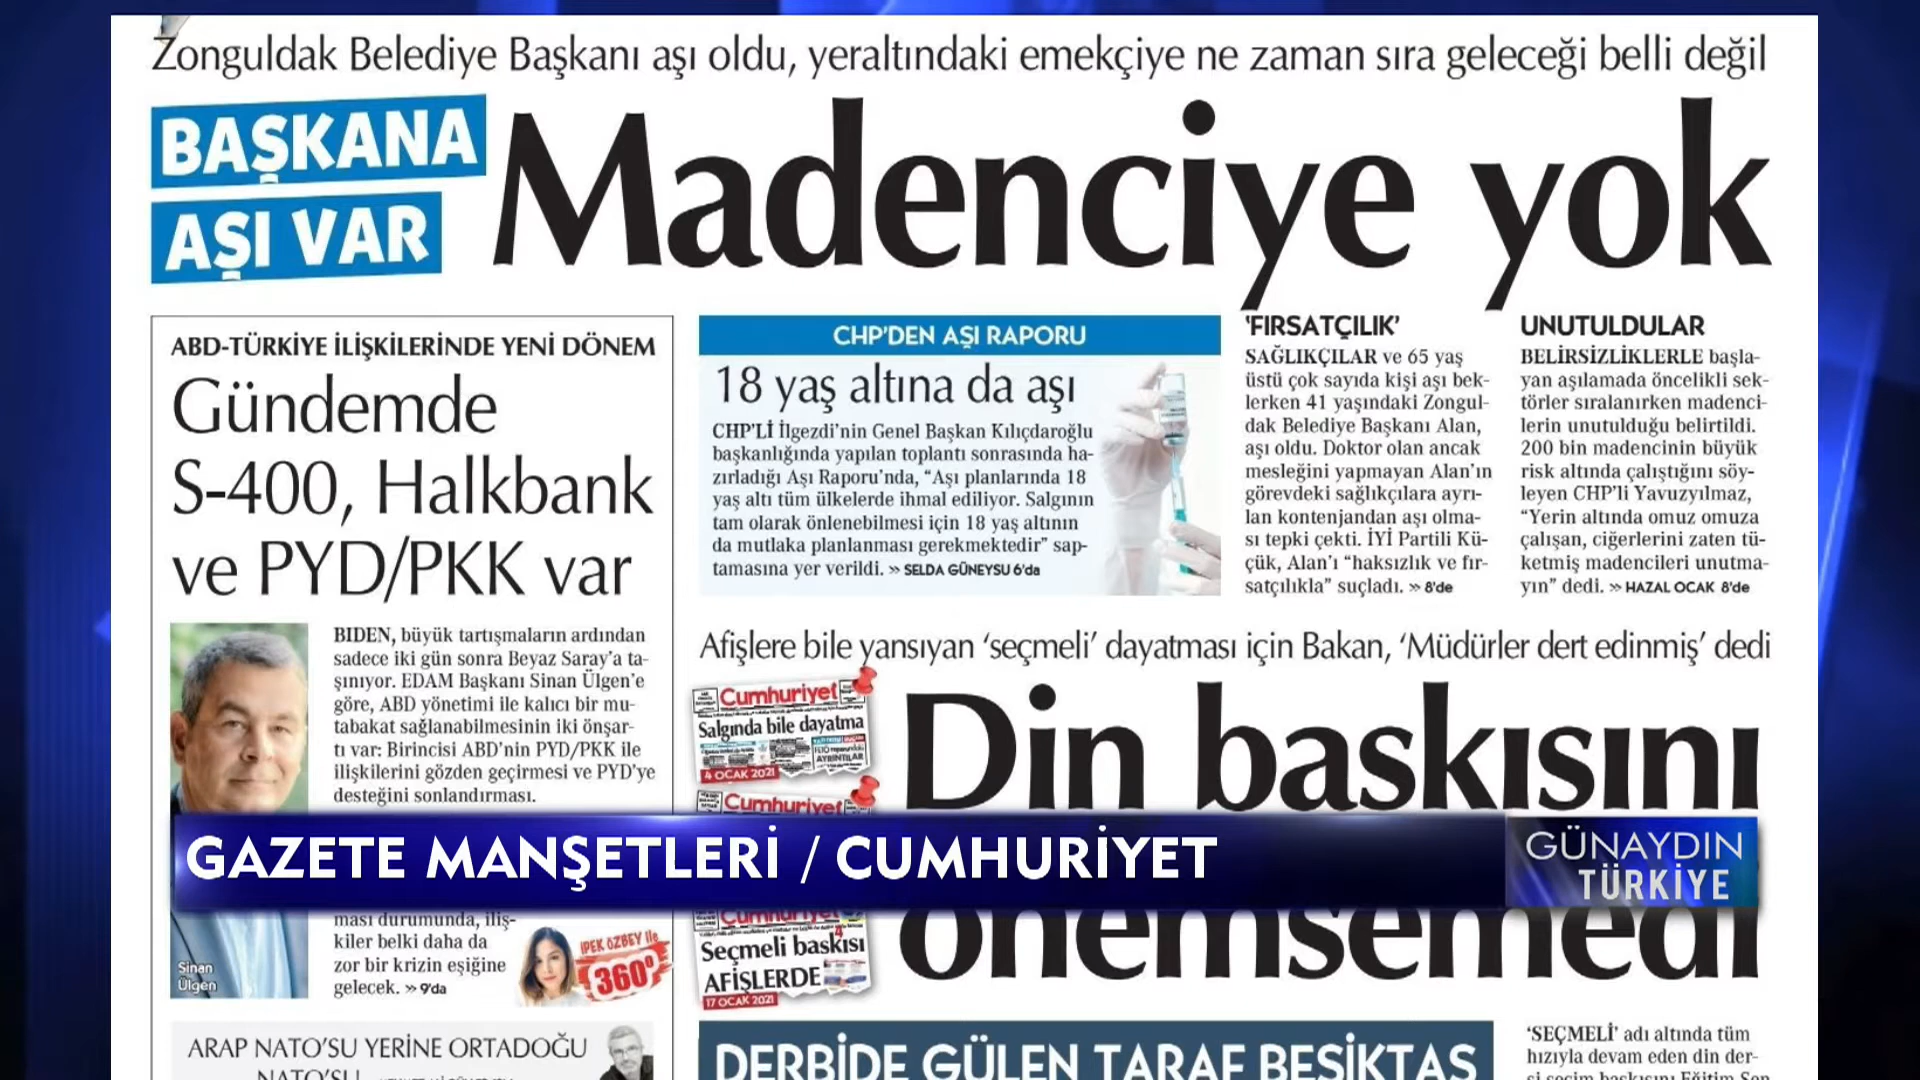 Zonguldak Belediye Başkanı aşı oldu, yeraltındaki emekçiye ne zaman sıra geleceği belli değil
BAŞKANA
AŞI VAR
Madenciye yok
ABD-TÜRKİYE İLİŞKİLERİNDE YENİ DÖNEM
Gündemde
S-400, Halkbank
ve PYD/PKK var
BIDEN, büyük tartışmaların ardından
sadece iki gün sonra Beyaz Saray'a ta-
şınıyor. EDAM Başkanı Sinan Ülgen'e
göre, ABD yönetimi ile kalıcı bir mu-
tabakat sağlanabilmesinin iki önşar-
tı var: Birincisi ABD'nin PYD/PKK ile
ilişkilerini gözden geçirmesi ve PYD'ye
desteğini sonlandırması.
ması durumunda, iliş-
kiler belki daha da
zor bir krizin eşiğine
gelecek. » 9'da
Sinan
Ülgen
İPEK ÖZBEY ile
360°
ARAP NATO'SU YERİNE ORTADOĞU
NATO'SU
CHP'DEN AŞI RAPORU
18 yaş altına da aşı
CHP'Lİ İlgezdi'nin Genel Başkan Kılıçdaroğlu
başkanlığında yapılan toplantı sonrasında ha-
zırladığı Aşı Raporu'nda, "Aşı planlarında 18
yaş altı tüm ülkelerde ihmal ediliyor. Salgının
tam olarak önlenebilmesi için 18 yaş altının
da mutlaka planlanması gerekmektedir" sap-
tamasına yer verildi. » SELDA GÜNEYSU 6'da
'FIRSATÇILIK'
SAĞLIKÇILAR ve 65 yaş
üstü çok sayıda kişi aşı bek-
lerken 41 yaşındaki Zongul-
dak Belediye Başkanı Alan,
aşı oldu. Doktor olan ancak
mesleğini yapmayan Alan'ın
görevdeki sağlıkçılara ayrı-
lan kontenjandan aşı olma-
sı tepki çekti. İYİ Partili Kü-
çük, Alan'ı "haksızlık ve fır-
satçılıkla" suçladı. » 8'de
UNUTULDULAR
BELİRSİZLİKLERLE başla-
yan aşılamada öncelikli sek-
törler sıralanırken madenci-
lerin unutulduğu belirtildi.
200 bin madencinin büyük
risk altında çalıştığını söy-
leyen CHP'li Yavuzyılmaz,
"Yerin altında omuz omuza
çalışan, ciğerlerini zaten tü-
ketmiş madencileri unutma-
yın" dedi. » HAZAL OCAK 8'de
Afişlere bile yansıyan 'seçmeli' dayatması için Bakan, 'Müdürler dert edinmiş' dedi
Din baskısını
önemsemedi
Cumhuriyet
Salgında bile dayatma
AYRINTILAR
4 OCAK 2021
Cumhuriyet
Cumhuriyet
Seçmeli baskısı
AFİŞLERDE
17 OCAK 2021
DERBİDE GÜLEN TARAF BEŞİKTAŞ
'SEÇMELİ' adı altında tüm
hızıyla devam eden din der-
si seçim baskısını Eğitim Sen
GAZETE MANŞETLERİ / CUMHURİYET
GÜNAYDIN
TÜRKİYE